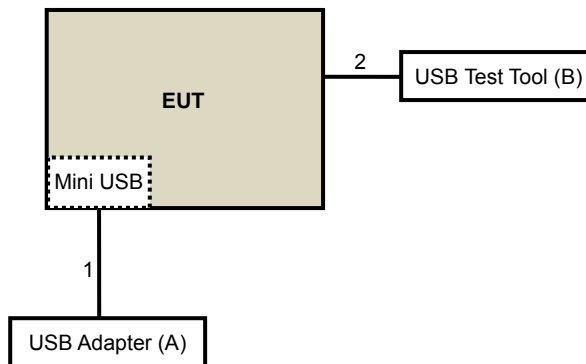 2
USB Test Tool (B)
EUT
Mini USB
1
USB Adapter (A)